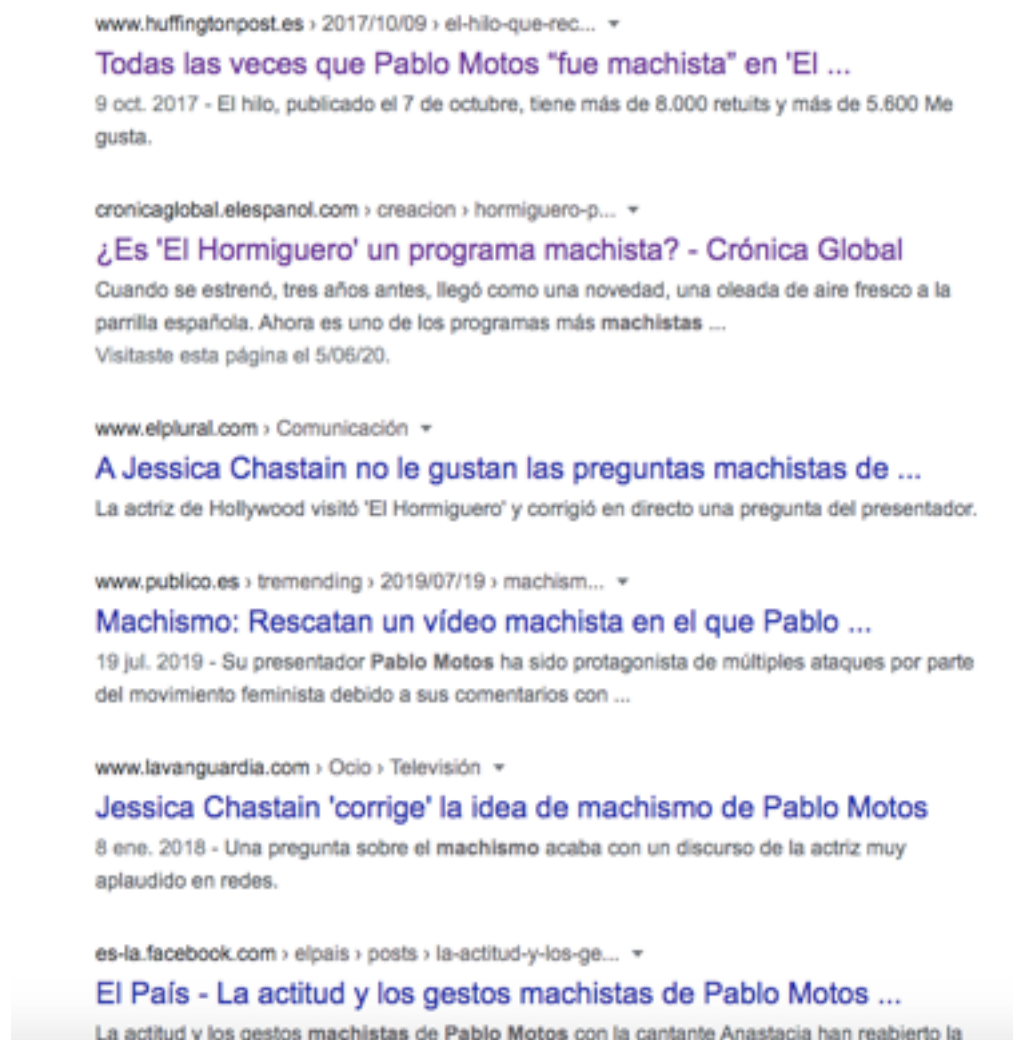 www.huffingtonpost.es › 2017/10/09 › el-hilo-que-rec...
Todas las veces que Pablo Motos "fue machista" en 'El ...
9 oct. 2017 - El hilo, publicado el 7 de octubre, tiene más de 8.000 retuits y más de 5.600 Me
gusta.
cronicaglobal.elespanol.com › creacion › hormiguero-p...
¿Es 'El Hormiguero' un programa machista? - Crónica Global
Cuando se estrenó, tres años antes, llegó como una novedad, una oleada de aire fresco a la
parrilla española. Ahora es uno de los programas más machistas ...
Visitaste esta página el 5/06/20.
www.elplural.com › Comunicación
A Jessica Chastain no le gustan las preguntas machistas de ...
La actriz de Hollywood visitó 'El Hormiguero' y corrigió en directo una pregunta del presentador.
www.publico.es › tremending › 2019/07/19 › machism...
Machismo: Rescatan un vídeo machista en el que Pablo ...
19 jul. 2019 - Su presentador Pablo Motos ha sido protagonista de múltiples ataques por parte
del movimiento feminista debido a sus comentarios con ...
www.lavanguardia.com › Ocio › Televisión
Jessica Chastain 'corrige' la idea de machismo de Pablo Motos
8 ene. 2018 - Una pregunta sobre el machismo acaba con un discurso de la actriz muy
aplaudido en redes.
es-la.facebook.com › elpais › posts › la-actitud-y-los-ge...
El País - La actitud y los gestos machistas de Pablo Motos ...
La actitud y los gestos machistas de Pablo Motos con la cantante Anastacia han reabierto la